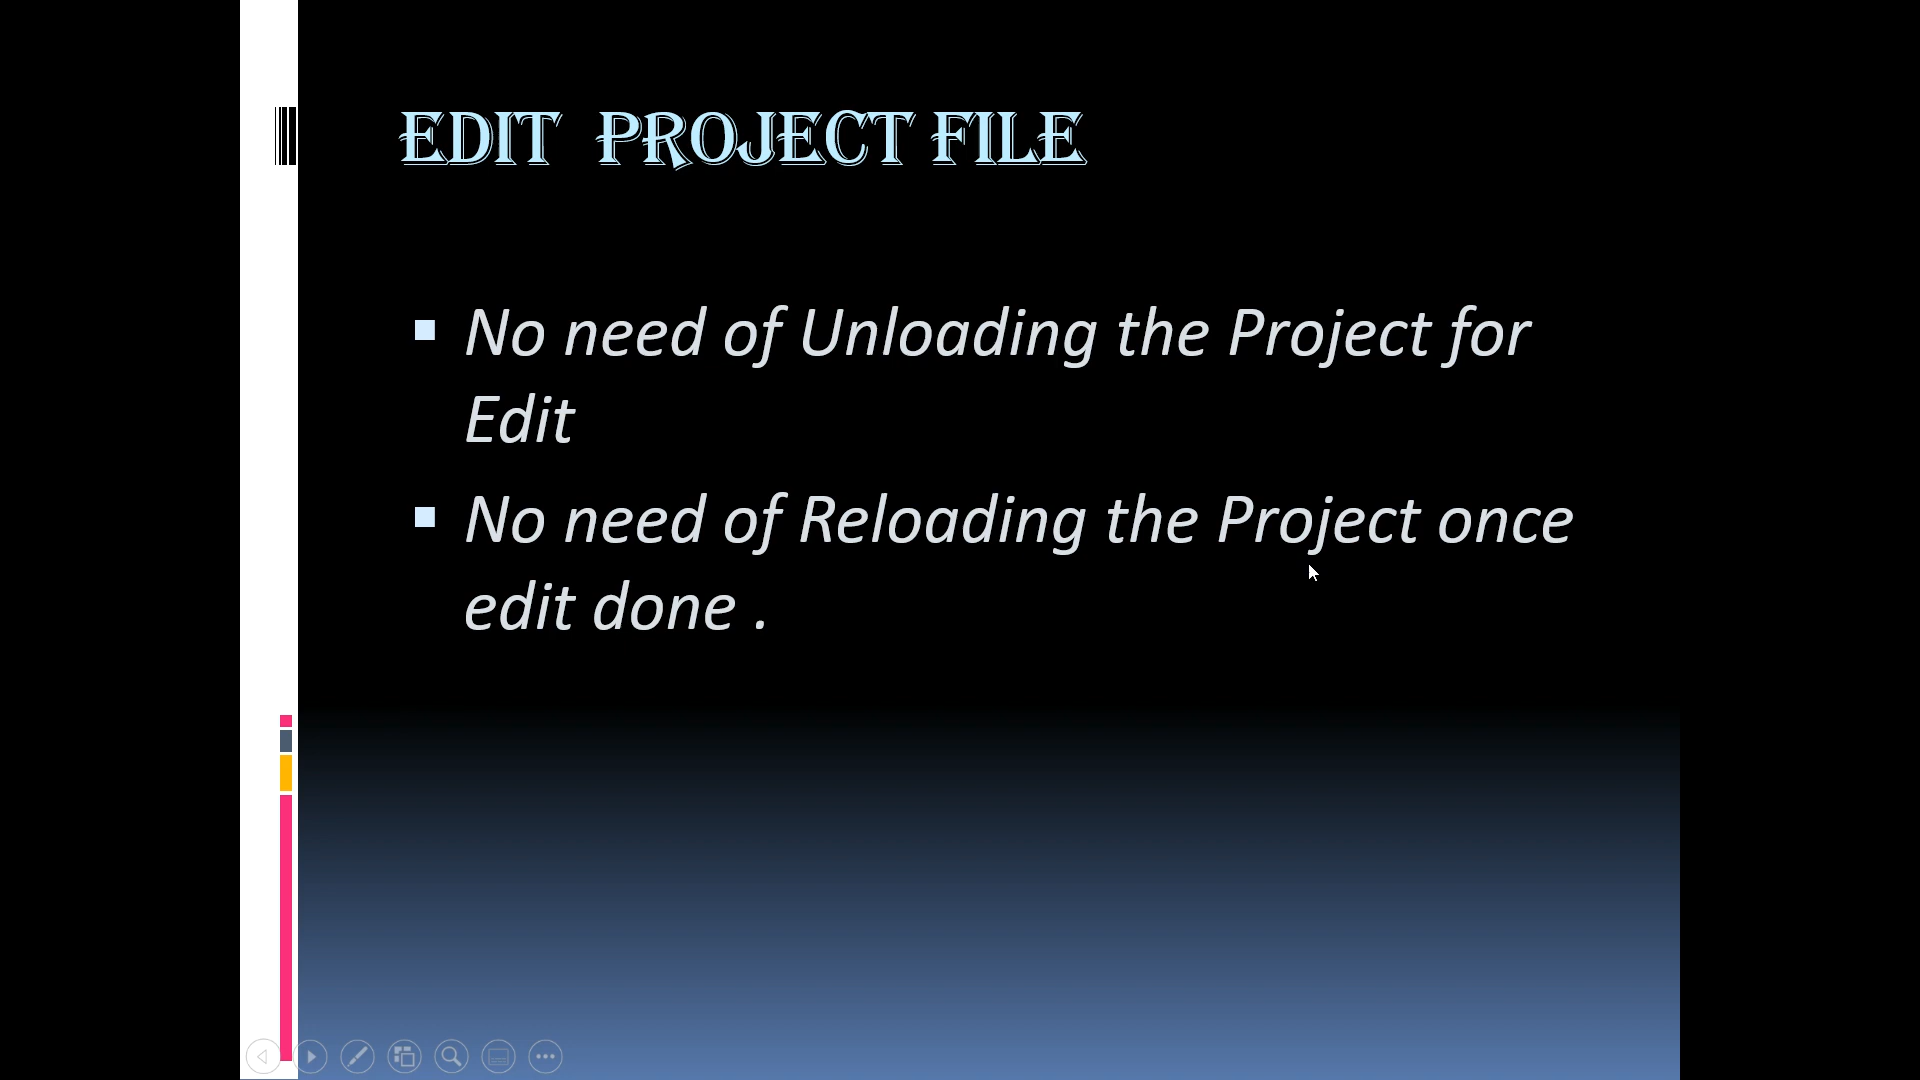 EDIT PROJECT FILE
No need of Unloading the Project for
Edit
No need of Reloading the Project once
edit done .